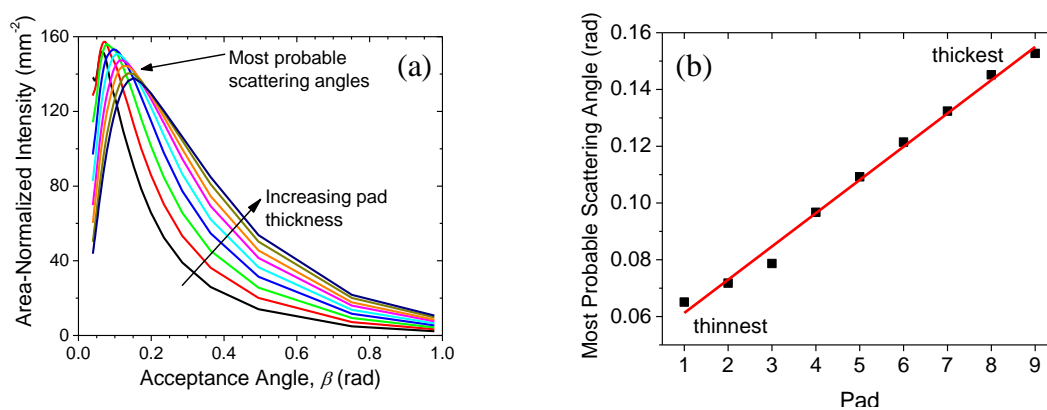 (a)
Most probable
scattering angles
Increasing pad
thickness
Area-Normalized Intensity (mm-2)
160
120
80
40
0
0.0 0.2 0.4 0.6 0.8 1.0
Acceptance Angle, β (rad)
(b)
thickest
thinnest
Most Probable Scattering Angle (rad)
0.16
0.14
0.12
0.10
0.08
0.06
1 2 3 4 5 6 7 8 9
Pad